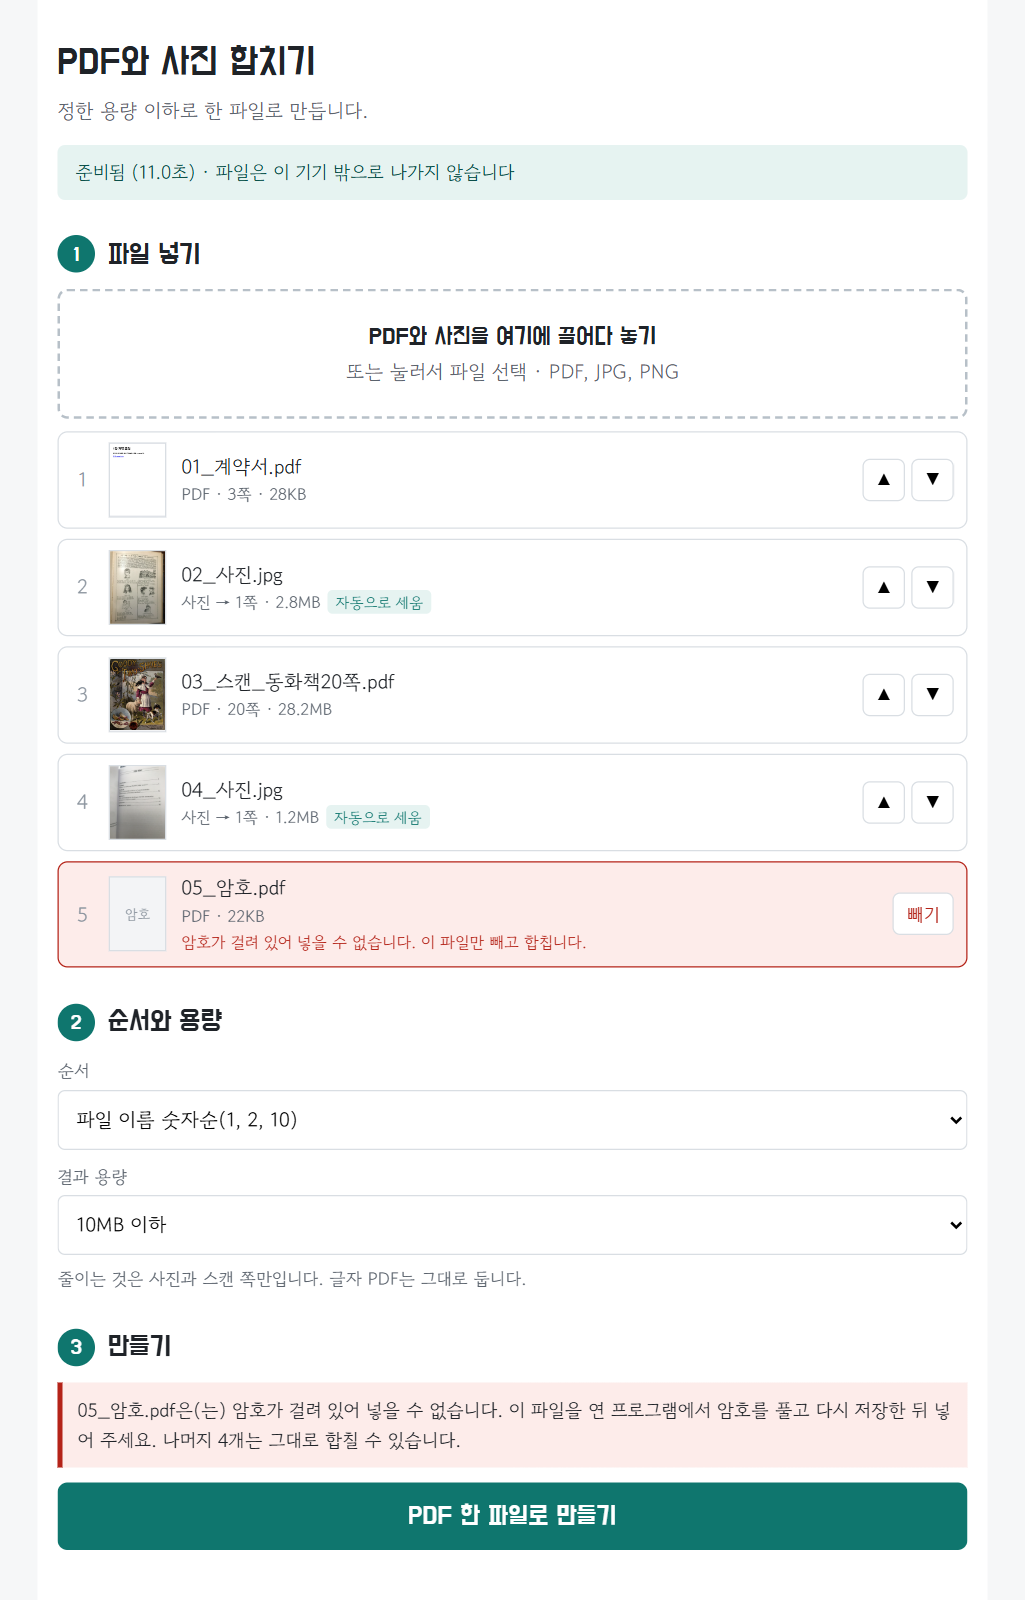 PDF와 사진 합치기
정한 용량 이하로 한 파일로 만듭니다.
준비됨 (11.0초) · 파일은 이 기기 밖으로 나가지 않습니다
1 파일 넣기
PDF와 사진을 여기에 끌어다 놓기
또는 눌러서 파일 선택 · PDF, JPG, PNG
1
01_계약서.pdf
PDF · 3쪽 · 28KB
▲ ▼
2
02_사진.jpg
사진 → 1쪽 · 2.8MB 자동으로 세움
▲ ▼
3
03_스캔_동화책20쪽.pdf
PDF · 20쪽 · 28.2MB
▲ ▼
4
04_사진.jpg
사진 → 1쪽 · 1.2MB 자동으로 세움
▲ ▼
5
암호
05_암호.pdf
PDF · 22KB
암호가 걸려 있어 넣을 수 없습니다. 이 파일만 빼고 합칩니다.
빼기
2 순서와 용량
순서
파일 이름 숫자순(1, 2, 10)
결과 용량
10MB 이하
줄이는 것은 사진과 스캔 쪽만입니다. 글자 PDF는 그대로 둡니다.
3 만들기
05_암호.pdf은(는) 암호가 걸려 있어 넣을 수 없습니다. 이 파일을 연 프로그램에서 암호를 풀고 다시 저장한 뒤 넣
어 주세요. 나머지 4개는 그대로 합칠 수 있습니다.
PDF 한 파일로 만들기